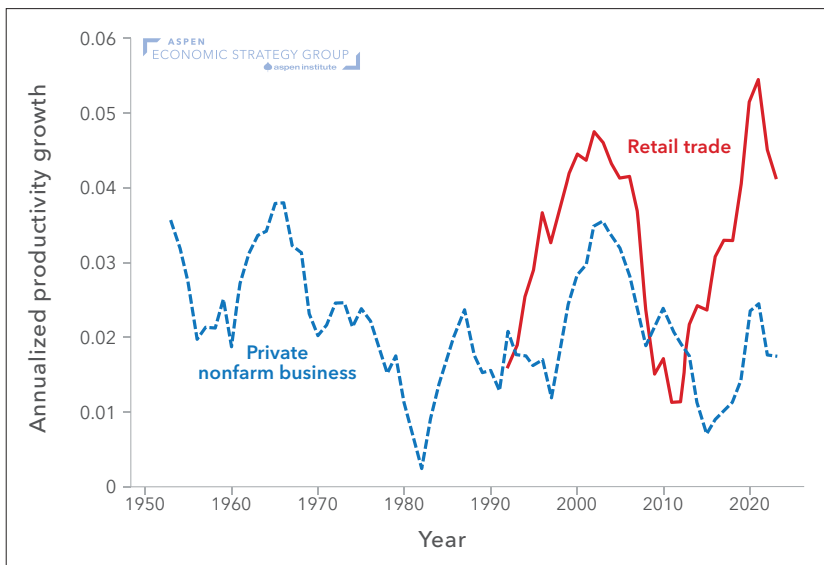 0.06
ASPEN
ECONOMIC STRATEGY GROUP
aspen institute
0.05
Retail trade
0.04
Annualized productivity growth
0.03
0.02
Private
nonfarm business
0.01
0
1950 1960 1970 1980 1990 2000 2010 2020
Year